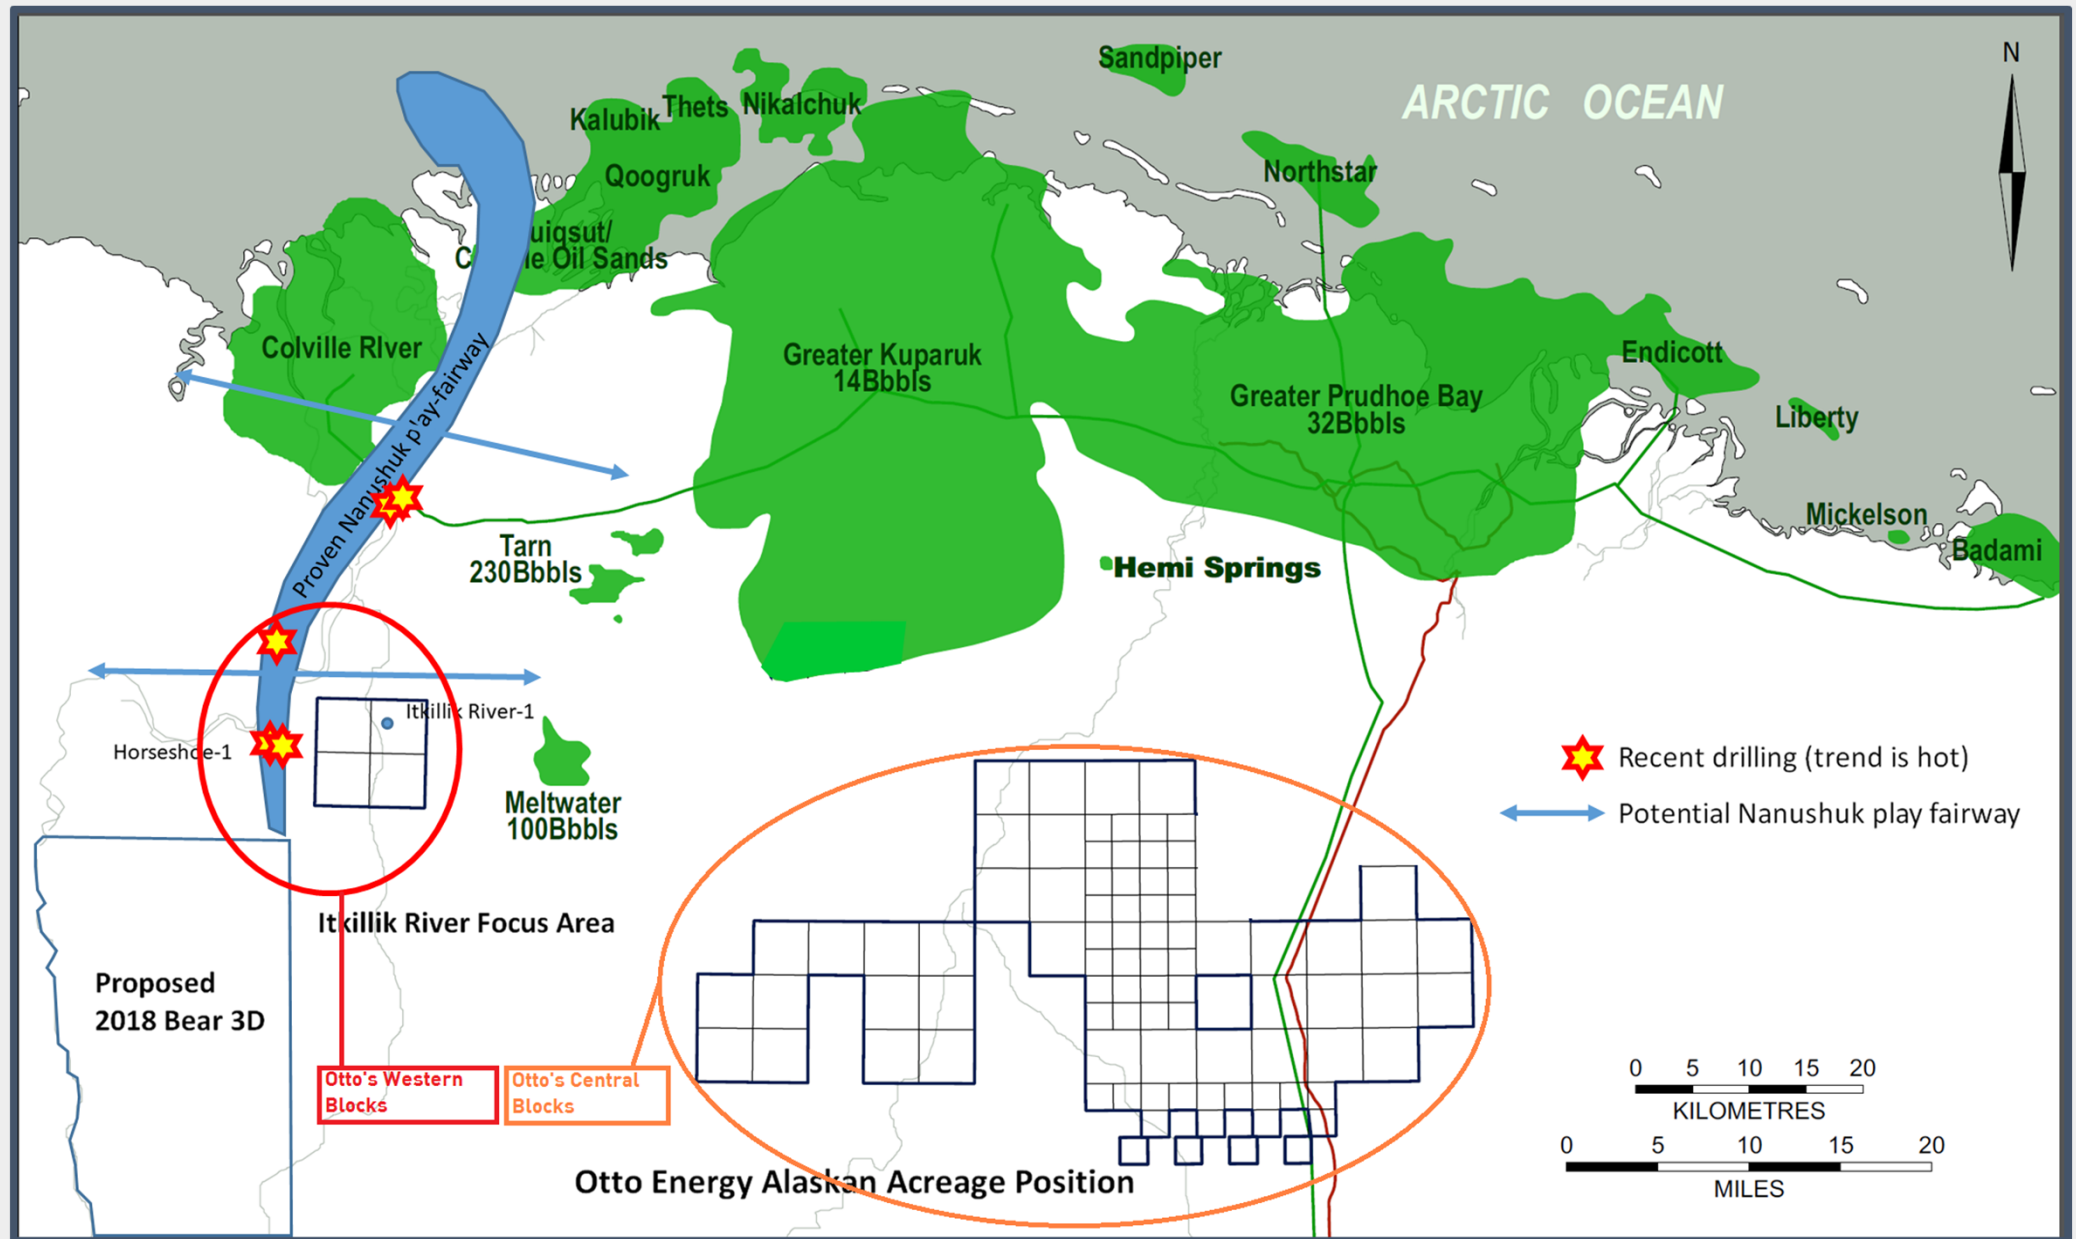 Sandpiper
N
ARCTIC OCEAN
Kalubik
Thets
Nikalchuk
Qoogruk
Northstar
uiqsut/
C le Oil Sands
Colville RIver
Greater Kuparuk
14Bbbls
Greater Prudhoe Bay
32Bbbls
Endicott
Liberty
Proven Nanushuk play-fairway
Mickelson
Badami
Tarn
230Bbbls
Hemi Springs
Itkillik River-1
Horseshoe-1
Meltwater
100Bbbls
Recent drilling (trend is hot)
Potential Nanushuk play fairway
Itkillik River Focus Area
Proposed
2018 Bear 3D
Otto's Western
Blocks
Otto's Central
Blocks
Otto Energy Alaskan Acreage Position
0 5 10 15 20
KILOMETRES
0 5 10 15 20
MILES